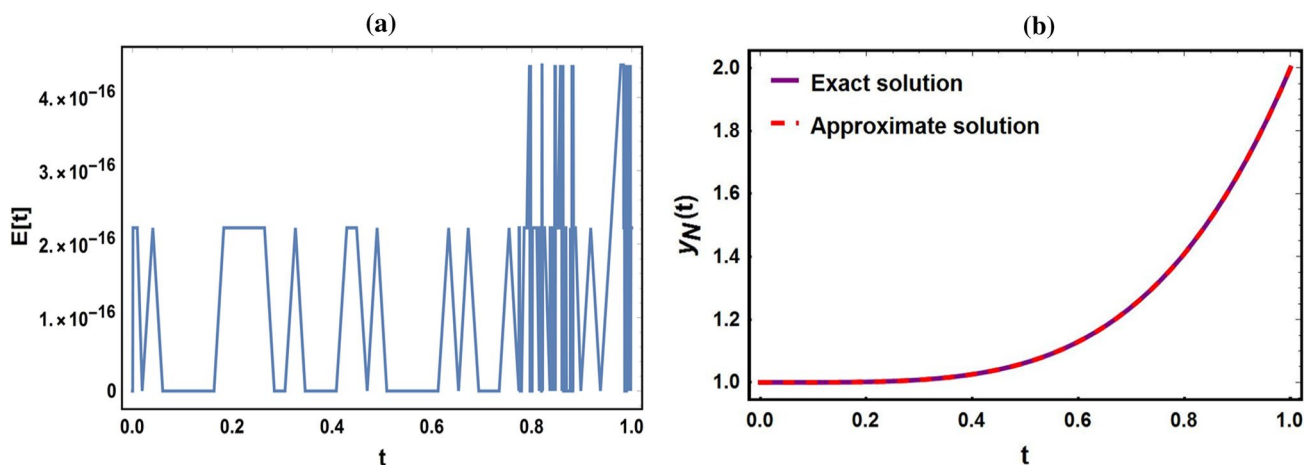 (a)
E[t]
4.×10⁻¹⁶
3.×10⁻¹⁶
2.×10⁻¹⁶
1.×10⁻¹⁶
0
0.0 0.2 0.4 0.6 0.8 1.0
t
(b)
y_N(t)
2.0
1.8
1.6
1.4
1.2
1.0
Exact solution
Approximate solution
0.0 0.2 0.4 0.6 0.8 1.0
t